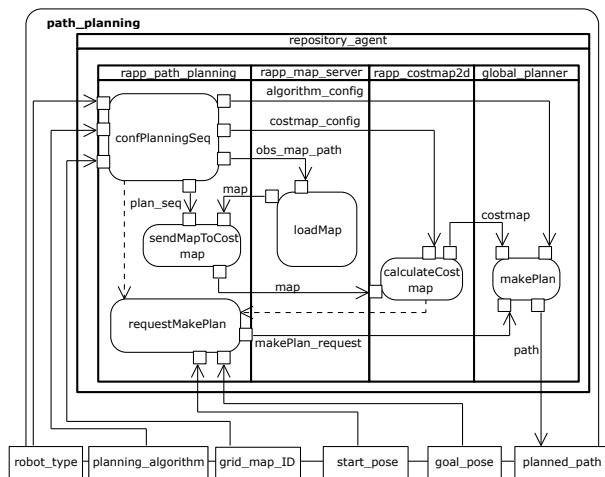 path_planning
repository_agent
rapp_path_planning
rapp_map_server
rapp_costmap2d
global_planner
algorithm_config
confPlanningSeq
costmap_config
obs_map_path
plan_seq
map
costmap
sendMapToCost
map
loadMap
calculateCost
map
makePlan
map
requestMakePlan
makePlan_request
path
robot_type
planning_algorithm
grid_map_ID
start_pose
goal_pose
planned_path